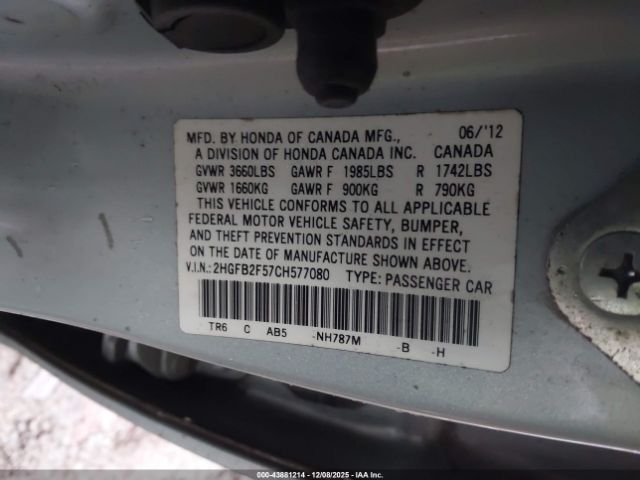 MFD. BY HONDA OF CANADA MFG., 06/'12
A DIVISION OF HONDA CANADA INC. CANADA
GVWR 3660LBS GAWR F 1985LBS R 1742LBS
GVWR 1660KG GAWR F 900KG R 790KG
THIS VEHICLE CONFORMS TO ALL APPLICABLE
FEDERAL MOTOR VEHICLE SAFETY, BUMPER,
AND THEFT PREVENTION STANDARDS IN EFFECT
ON THE DATE OF MANUFACTURE SHOWN ABOVE.
V.I.N.: 2HGFB2F57CH577080 TYPE: PASSENGER CAR
TR6 C AB5 -NH787M -B -H
000-43881214 - 12/08/2025 - IAA Inc.